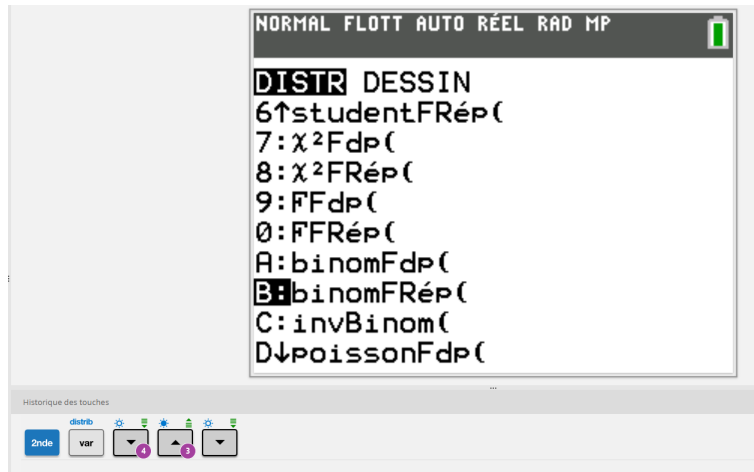 NORMAL FLOTT AUTO RÉEL RAD MP
DISTR DESSIN
6↑studentFRép(
7:χ²Fdp(
8:χ²FRép(
9:FFdp(
0:FFRép(
A:binomFdp(
B:binomFRép(
C:invBinom(
D↓poissonFdp(
Historique des touches
distrib
2nde var 4 3